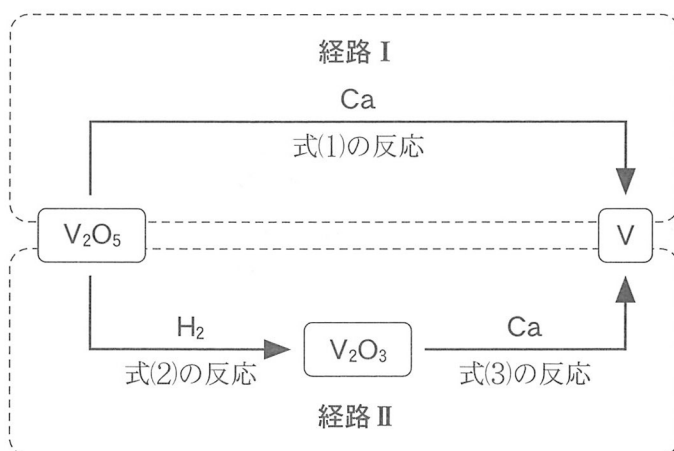 経路 I
Ca
式(1)の反応
V₂O₅
V
H₂
式(2)の反応
V₂O₃
Ca
式(3)の反応
経路 II